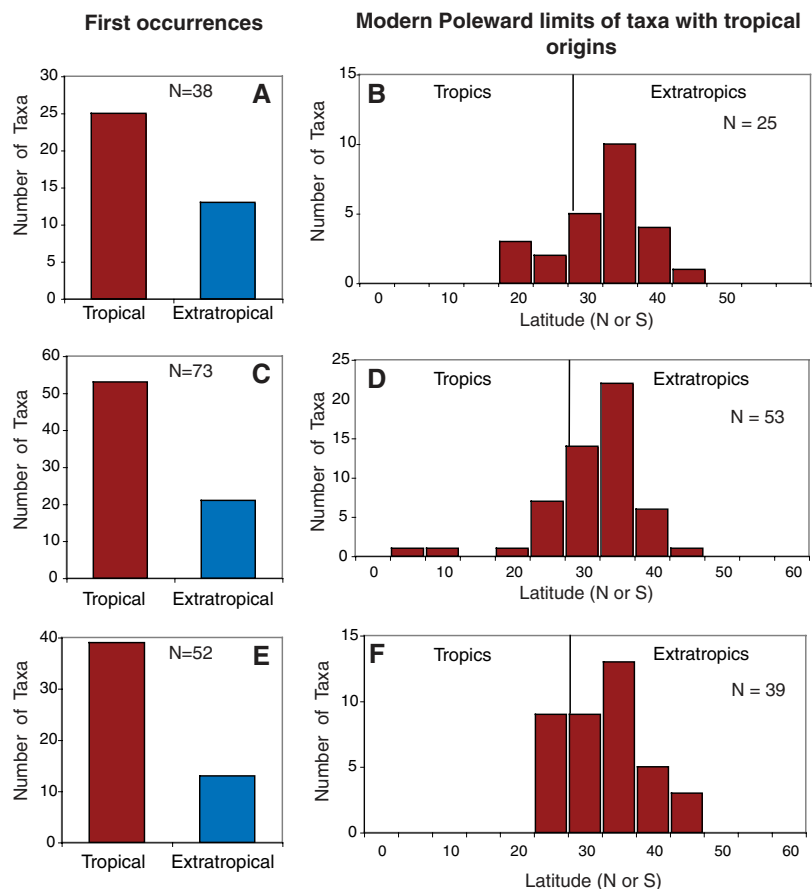 First occurrences
Modern Poleward limits of taxa with tropical
origins
A
N=38
Number of Taxa
30
25
20
15
10
5
0
Tropical Extratropical
B
Tropics Extratropics
N = 25
Number of Taxa
15
10
5
0
0 10 20 30 40 50
Latitude (N or S)
C
N=73
Number of Taxa
60
50
40
30
20
10
0
Tropical Extratropical
D
Tropics Extratropics
N = 53
Number of Taxa
25
20
15
10
5
0
0 10 20 30 40 50 60
Latitude (N or S)
E
N=52
Number of Taxa
40
30
20
10
0
Tropical Extratropical
F
Tropics Extratropics
N = 39
Number of Taxa
15
10
5
0
0 10 20 30 40 50 60
Latitude (N or S)